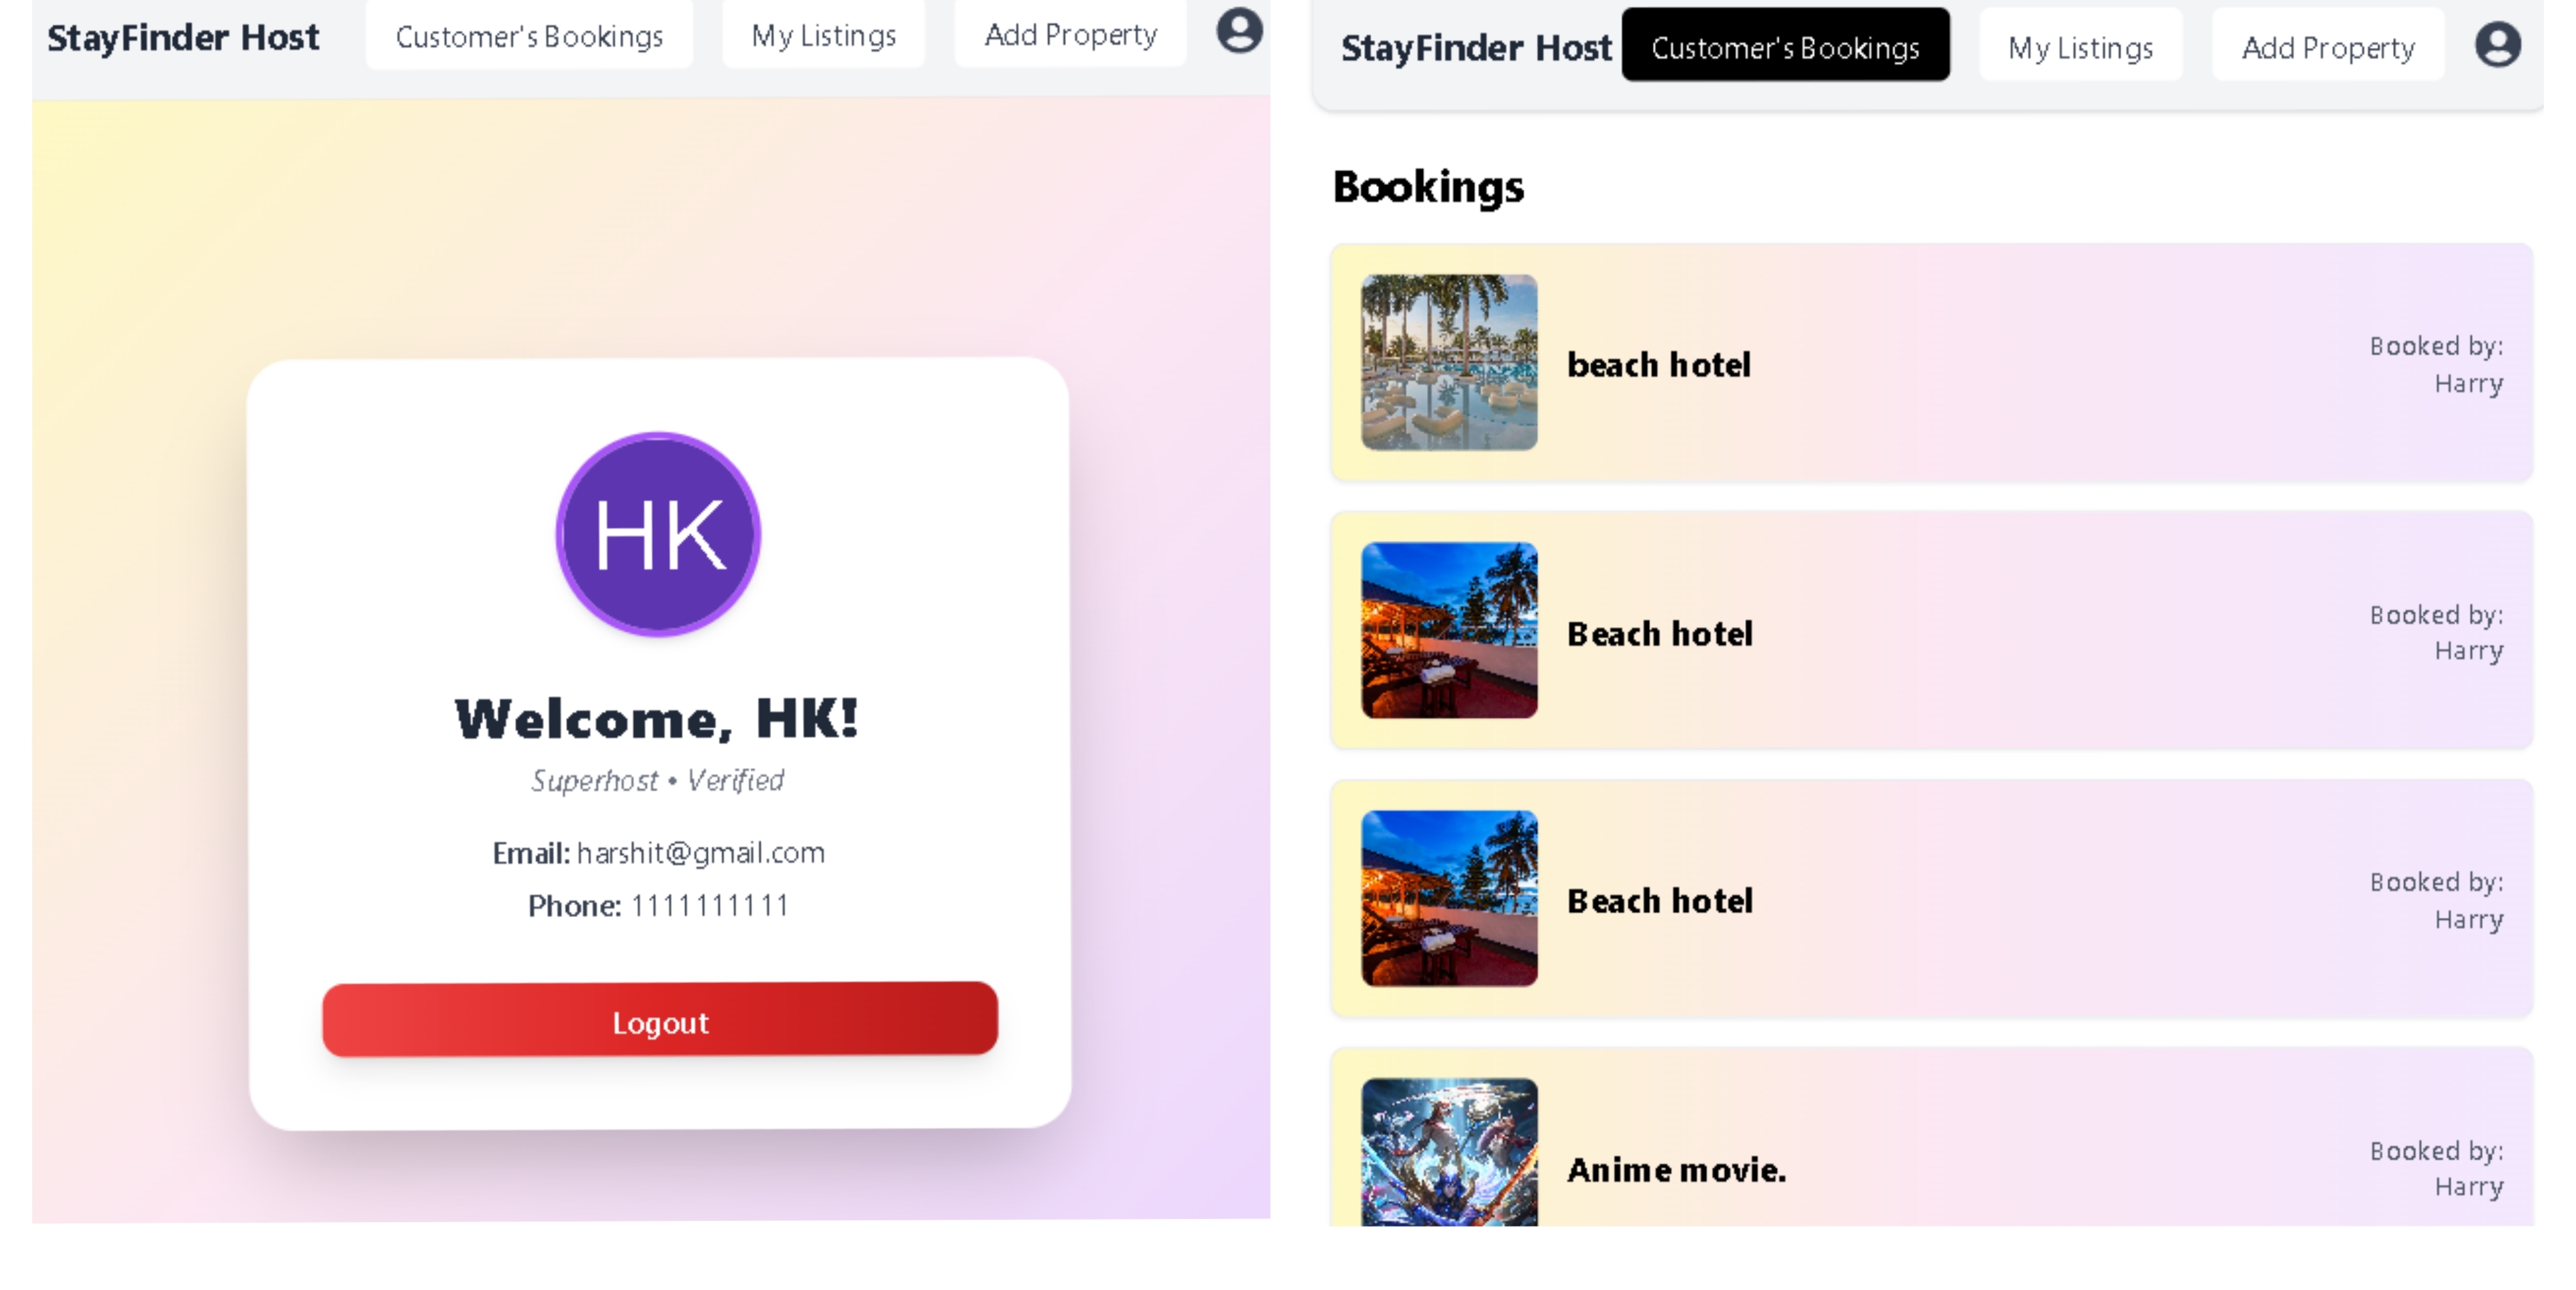 StayFinder Host
Customer's Bookings
My Listings
Add Property
HK
Welcome, HK!
Superhost • Verified
Email: harshit@gmail.com
Phone: 1111111111
Logout
StayFinder Host
Customer's Bookings
My Listings
Add Property
Bookings
beach hotel
Booked by:
Harry
Beach hotel
Booked by:
Harry
Beach hotel
Booked by:
Harry
Anime movie.
Booked by:
Harry